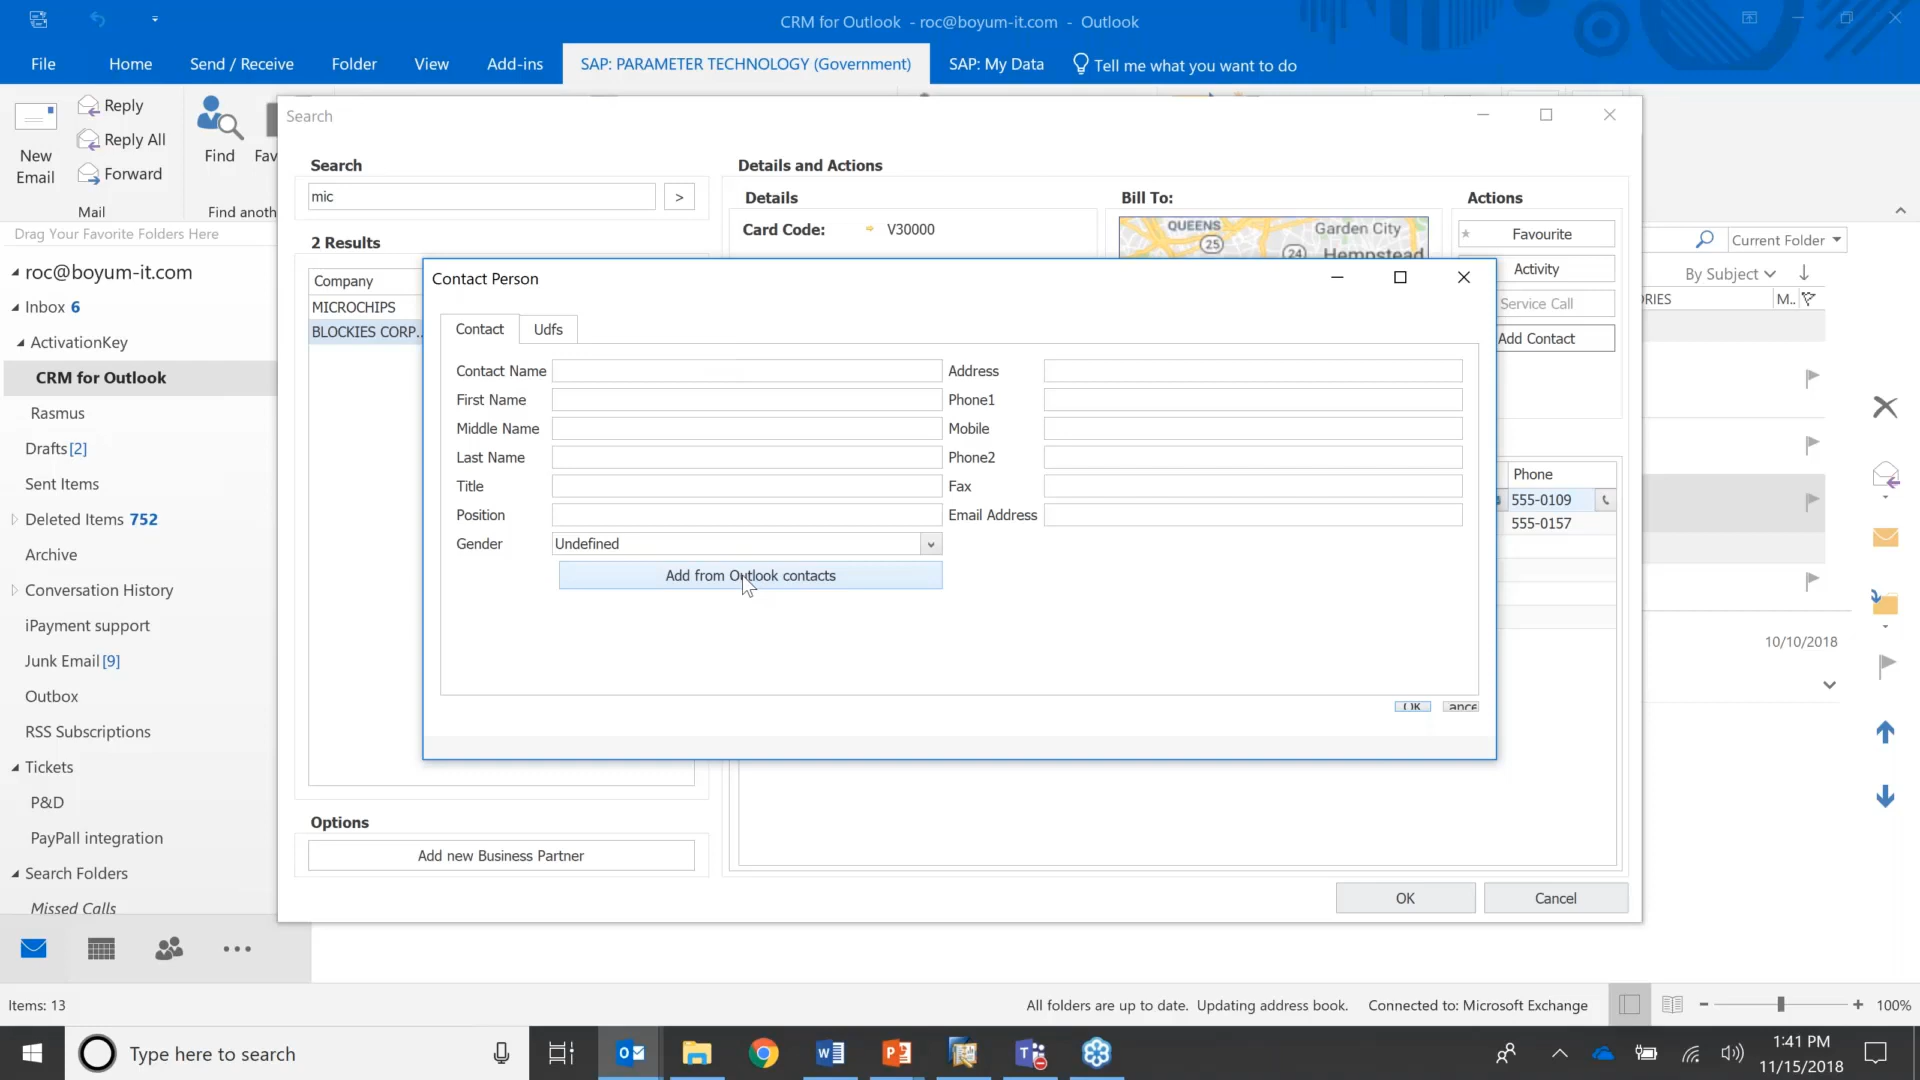 CRM for Outlook - roc@boyum-it.com - Outlook
File
Home
Send / Receive
Folder
View
Add-ins
SAP: PARAMETER TECHNOLOGY (Government)
SAP: My Data
Tell me what you want to do
New
Email
Reply
Reply All
Forward
Mail
Find
Fav
Find anoth
Drag Your Favorite Folders Here
roc@boyum-it.com
Inbox 6
ActivationKey
CRM for Outlook
Rasmus
Drafts [2]
Sent Items
Deleted Items 752
Archive
Conversation History
iPayment support
Junk Email [9]
Outbox
RSS Subscriptions
Tickets
P&D
PayPall integration
Search Folders
Missed Calls
Search
Search
mic
>
2 Results
Company
MICROCHIPS
BLOCKIES CORP...
Options
Add new Business Partner
Details and Actions
Details
Card Code:
V30000
Bill To:
QUEENS
25
24
Garden City
Hempstead
Actions
Favourite
Activity
Service Call
Add Contact
Phone
555-0109
555-0157
OK
Cancel
Contact Person
Contact
Udfs
Contact Name
First Name
Middle Name
Last Name
Title
Position
Gender
Undefined
Add from Outlook contacts
Address
Phone1
Mobile
Phone2
Fax
Email Address
OK
ance
Current Folder
By Subject
ORIES
M..
10/10/2018
Items: 13
All folders are up to date.
Updating address book.
Connected to: Microsoft Exchange
100%
Type here to search
1:41 PM
11/15/2018